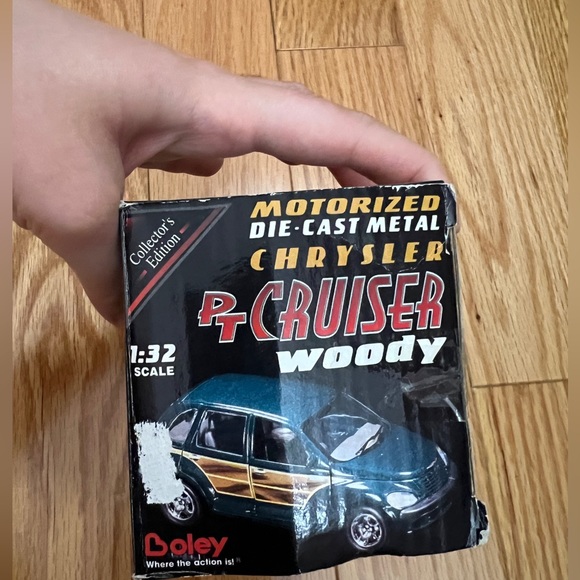 Collector's
Edition
MOTORIZED
DIE-CAST METAL
CHRYSLER
PT CRUISER
woody
1:32
SCALE
Boley
Where the action is!